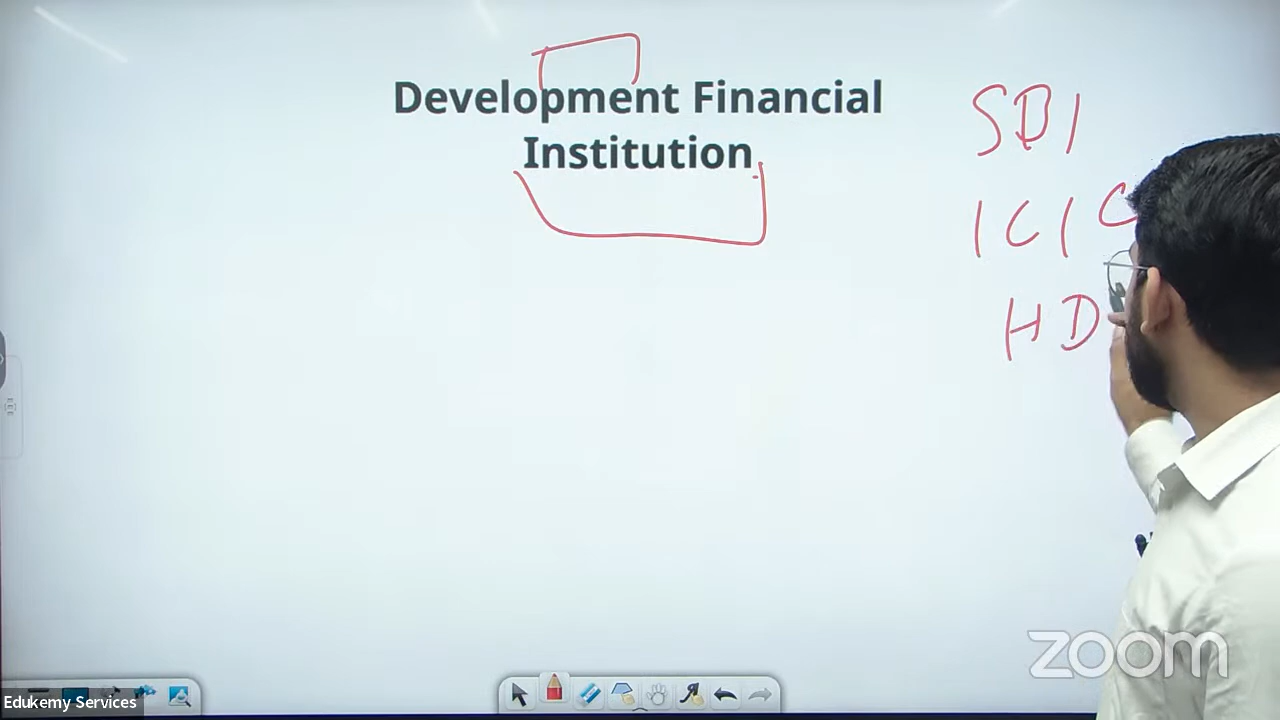 Development Financial
Institution
SBI
ICIC
HD
zoom
Edukemy Services